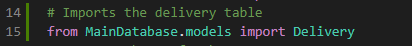 14 # Imports the delivery table
15 from MainDatabase.models import Delivery